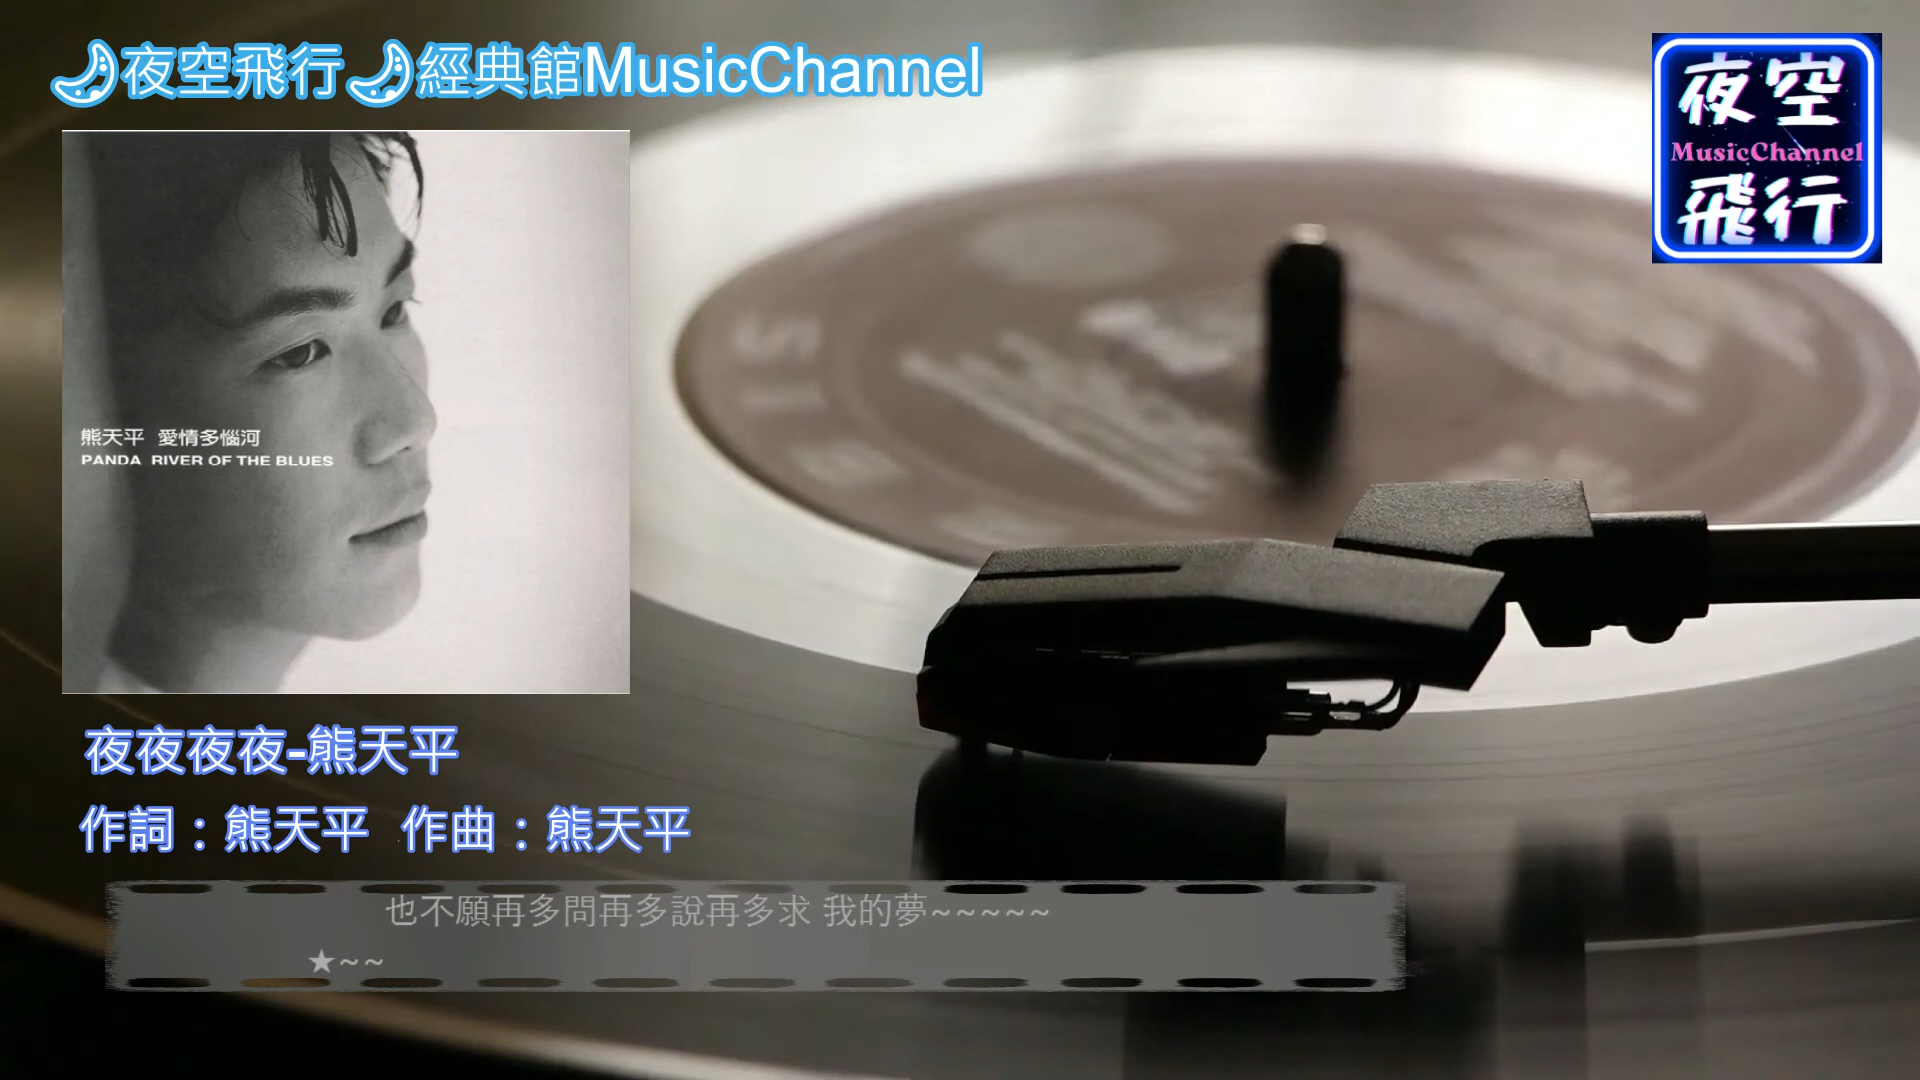 🌙夜空飛行🌙經典館MusicChannel
夜空
MusicChannel
飛行
熊天平 愛情多惱河
PANDA RIVER OF THE BLUES
夜夜夜夜-熊天平
作詞：熊天平 作曲：熊天平
也不願再多問再多說再多求 我的夢~~~~~
★~~